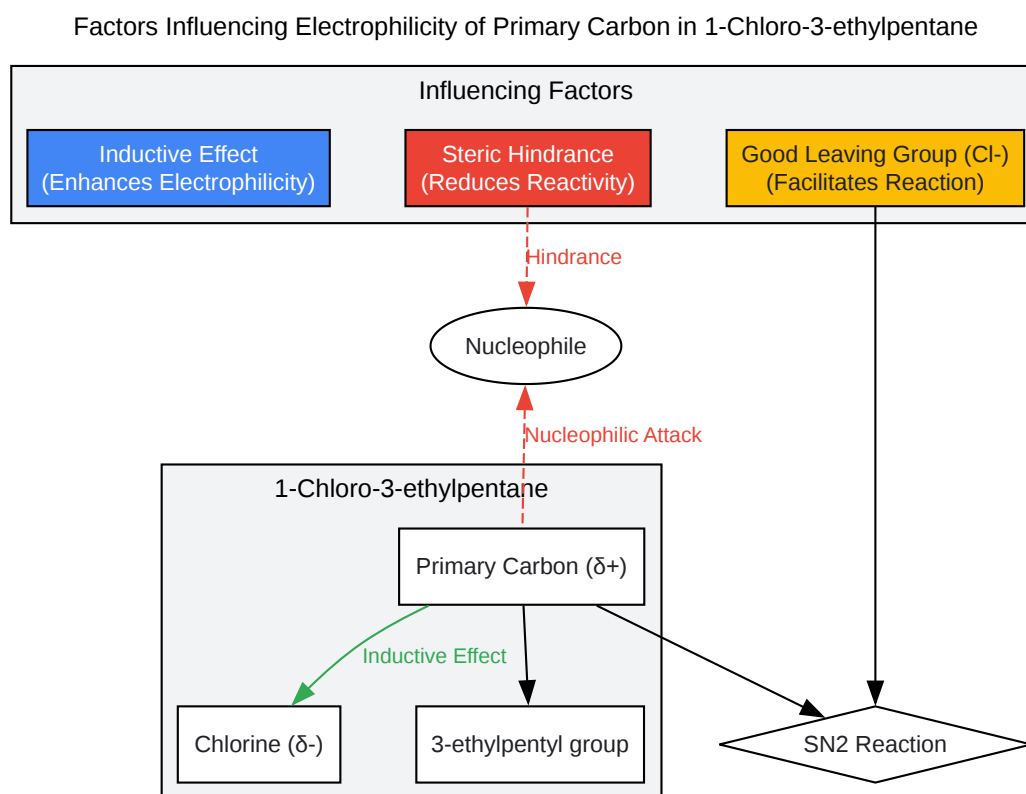 Factors Influencing Electrophilicity of Primary Carbon in 1-Chloro-3-ethylpentane
Influencing Factors
Inductive Effect
(Enhances Electrophilicity)
Steric Hindrance
(Reduces Reactivity)
Good Leaving Group (Cl-)
(Facilitates Reaction)
Hindrance
Nucleophile
Nucleophilic Attack
1-Chloro-3-ethylpentane
Primary Carbon (δ+)
Inductive Effect
Chlorine (δ-)
3-ethylpentyl group
SN2 Reaction